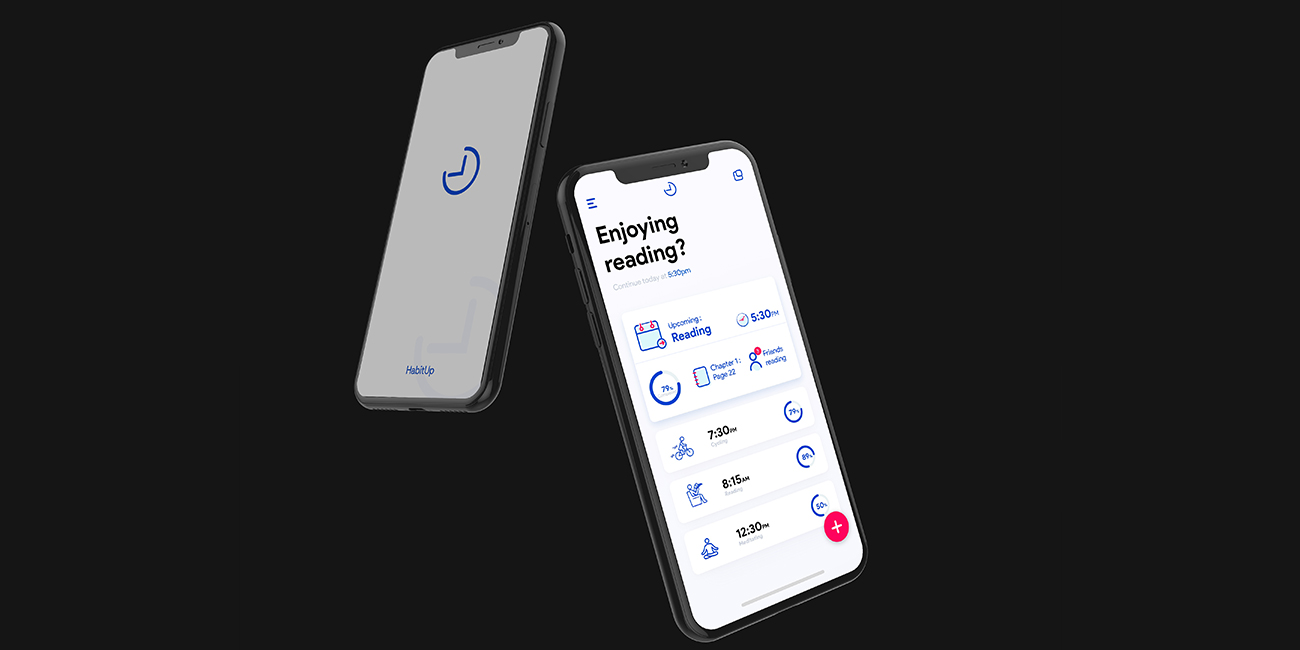 HabitUp
Enjoying
reading?
Continue today at 5:30pm
Upcoming:
Reading
5:30PM
79%
Chapter 1:
Page 22
1
Friends
reading
7:30PM
Cycling
79%
8:15AM
Reading
89%
12:30PM
50%